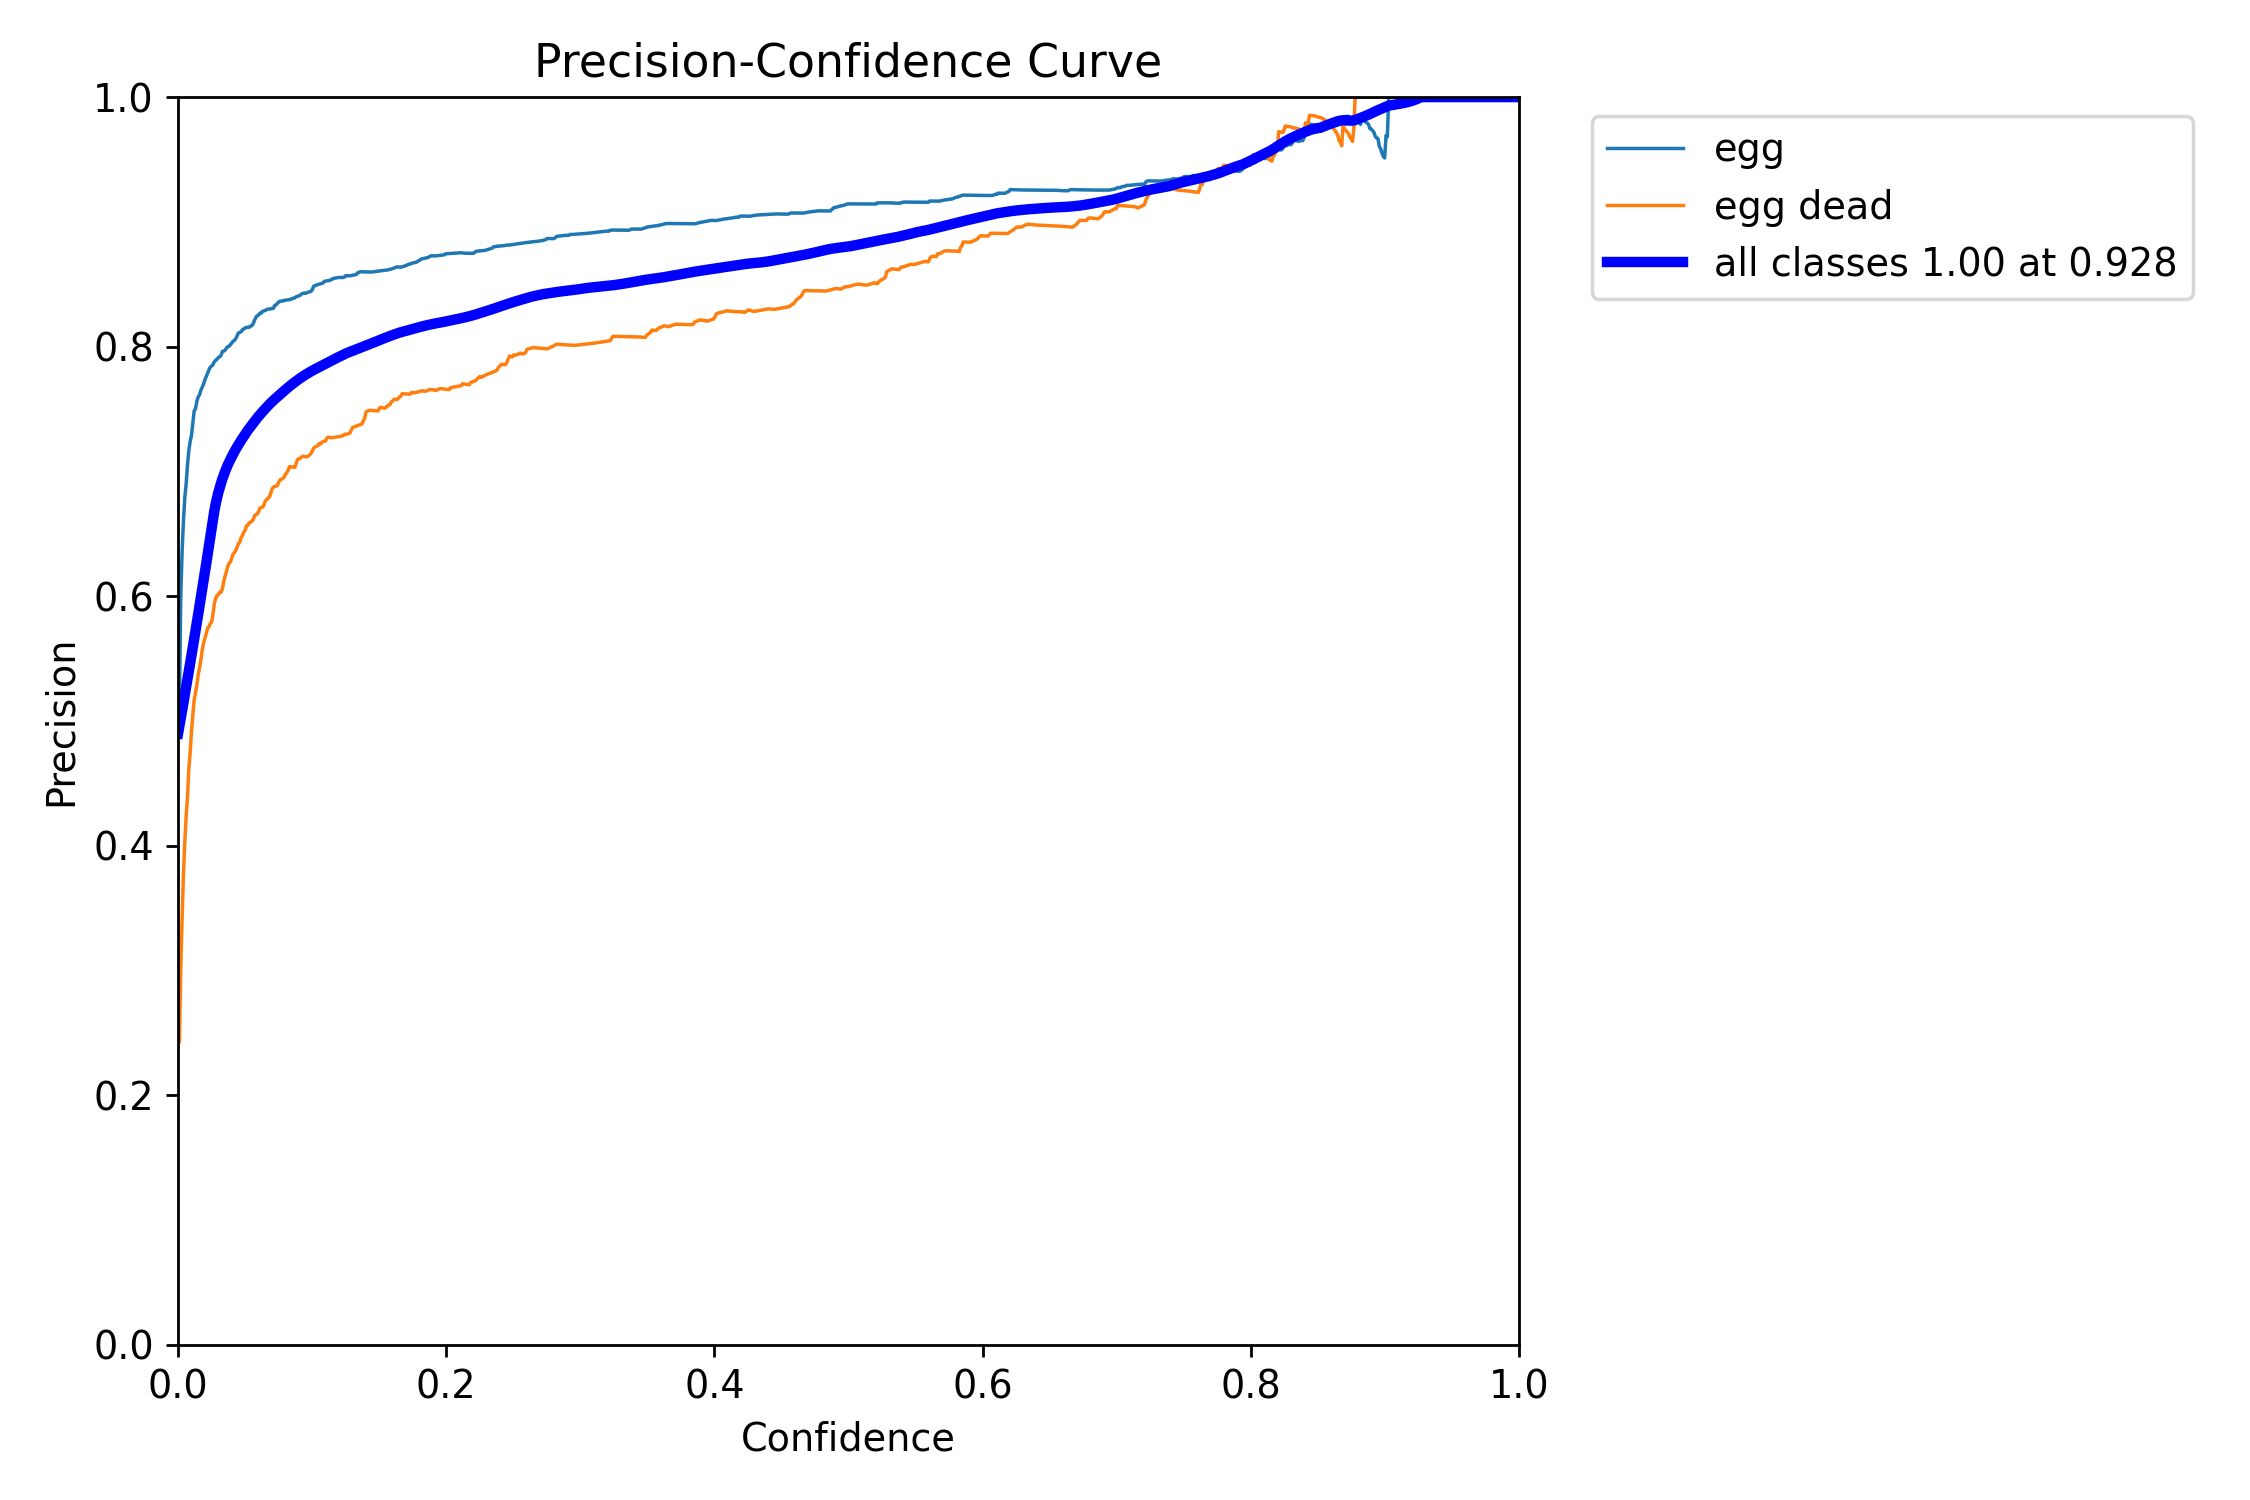 Precision-Confidence Curve
1.0
0.8
0.6
0.4
0.2
0.0
Precision
0.0 0.2 0.4 0.6 0.8 1.0
Confidence
egg
egg dead
all classes 1.00 at 0.928